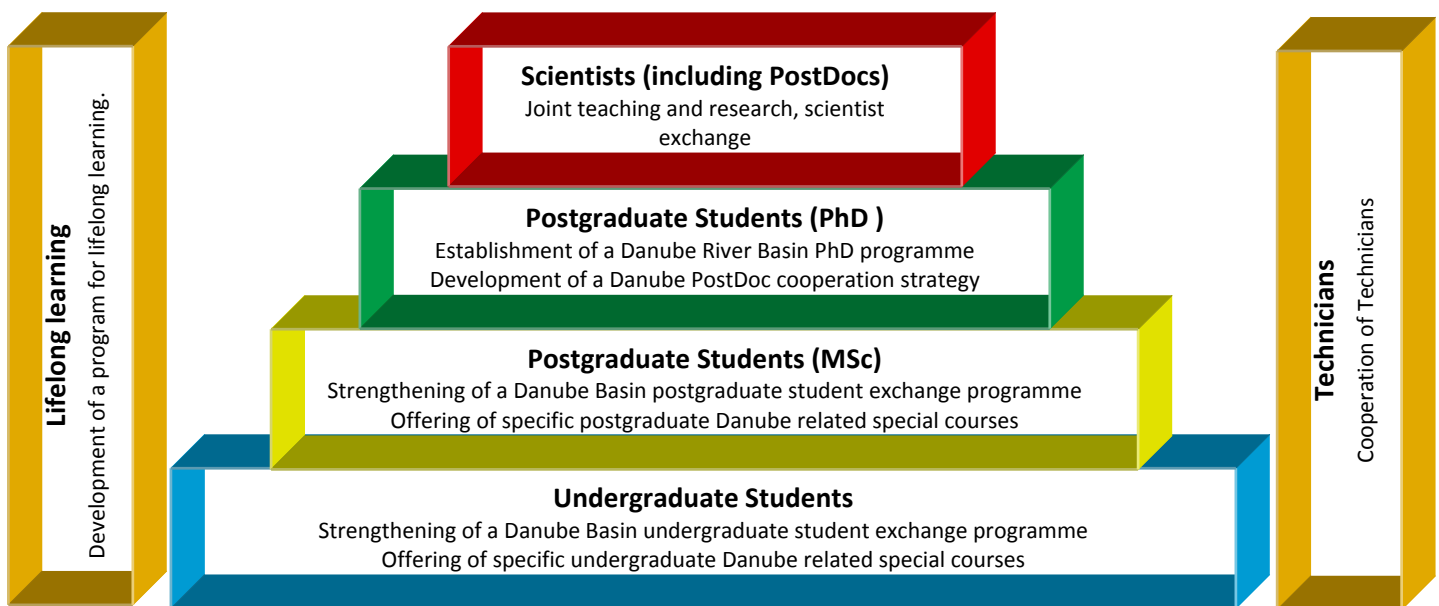 Lifelong learning
Development of a program for lifelong learning.
Scientists (including PostDocs)
Joint teaching and research, scientist
exchange
Postgraduate Students (PhD )
Establishment of a Danube River Basin PhD programme
Development of a Danube PostDoc cooperation strategy
Postgraduate Students (MSc)
Strengthening of a Danube Basin postgraduate student exchange programme
Offering of specific postgraduate Danube related special courses
Undergraduate Students
Strengthening of a Danube Basin undergraduate student exchange programme
Offering of specific undergraduate Danube related special courses
Technicians
Cooperation of Technicians